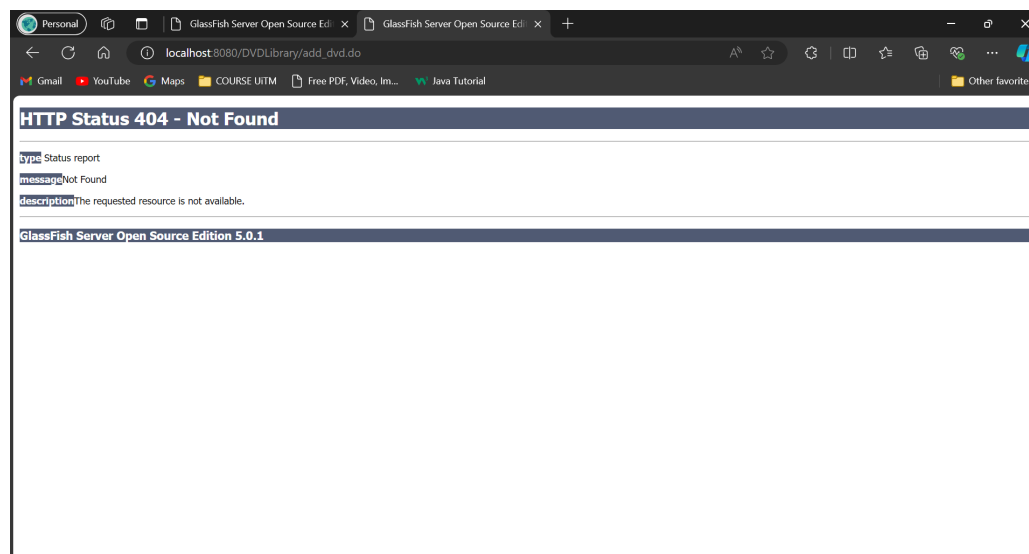 Personal
GlassFish Server Open Source Edi
GlassFish Server Open Source Edi
localhost:8080/DVDLibrary/add_dvd.do
Gmail
YouTube
Maps
COURSE UiTM
Free PDF, Video, Im...
Java Tutorial
Other favorite
HTTP Status 404 - Not Found
type Status report
messageNot Found
descriptionThe requested resource is not available.
GlassFish Server Open Source Edition 5.0.1